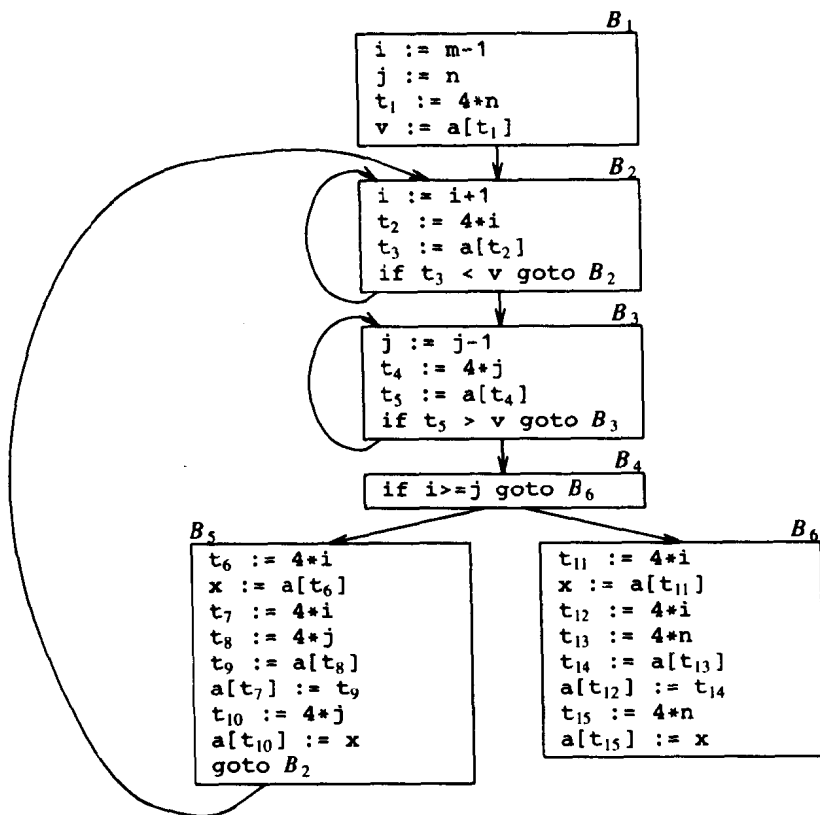 B₁
i := m-1
j := n
t₁ := 4*n
v := a[t₁]
B₂
i := i+1
t₂ := 4*i
t₃ := a[t₂]
if t₃ < v goto B₂
B₃
j := j-1
t₄ := 4*j
t₅ := a[t₄]
if t₅ > v goto B₃
B₄
if i>=j goto B₆
B₅
t₆ := 4*i
x := a[t₆]
t₇ := 4*i
t₈ := 4*j
t₉ := a[t₈]
a[t₇] := t₉
t₁₀ := 4*j
a[t₁₀] := x
goto B₂
B₆
t₁₁ := 4*i
x := a[t₁₁]
t₁₂ := 4*i
t₁₃ := 4*n
t₁₄ := a[t₁₃]
a[t₁₂] := t₁₄
t₁₅ := 4*n
a[t₁₅] := x